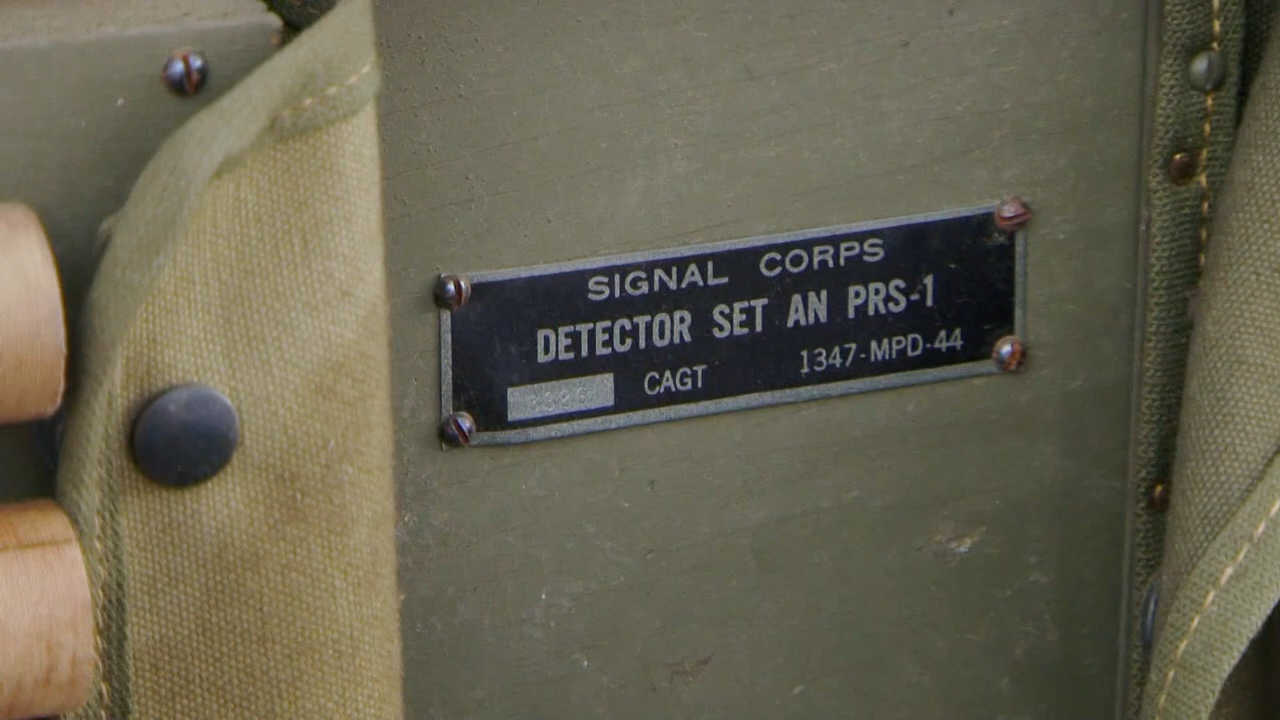 SIGNAL CORPS
DETECTOR SET AN PRS-1
CAGT 1347-MPD-44